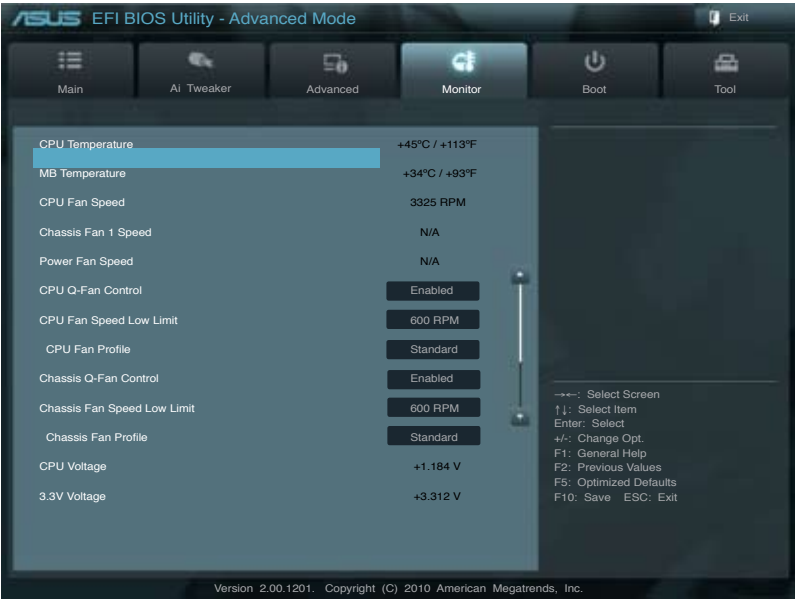 ASUS EFI BIOS Utility - Advanced Mode Exit
Main Ai Tweaker Advanced Monitor Boot Tool
CPU Temperature +45ºC / +113ºF
MB Temperature +34ºC / +93ºF
CPU Fan Speed 3325 RPM
Chassis Fan 1 Speed N/A
Power Fan Speed N/A
CPU Q-Fan Control Enabled
CPU Fan Speed Low Limit 600 RPM
CPU Fan Profile Standard
Chassis Q-Fan Control Enabled
Chassis Fan Speed Low Limit 600 RPM
Chassis Fan Profile Standard
CPU Voltage +1.184 V
3.3V Voltage +3.312 V
→←: Select Screen
↑↓: Select Item
Enter: Select
+/-: Change Opt.
F1: General Help
F2: Previous Values
F5: Optimized Defaults
F10: Save ESC: Exit
Version 2.00.1201. Copyright (C) 2010 American Megatrends, Inc.